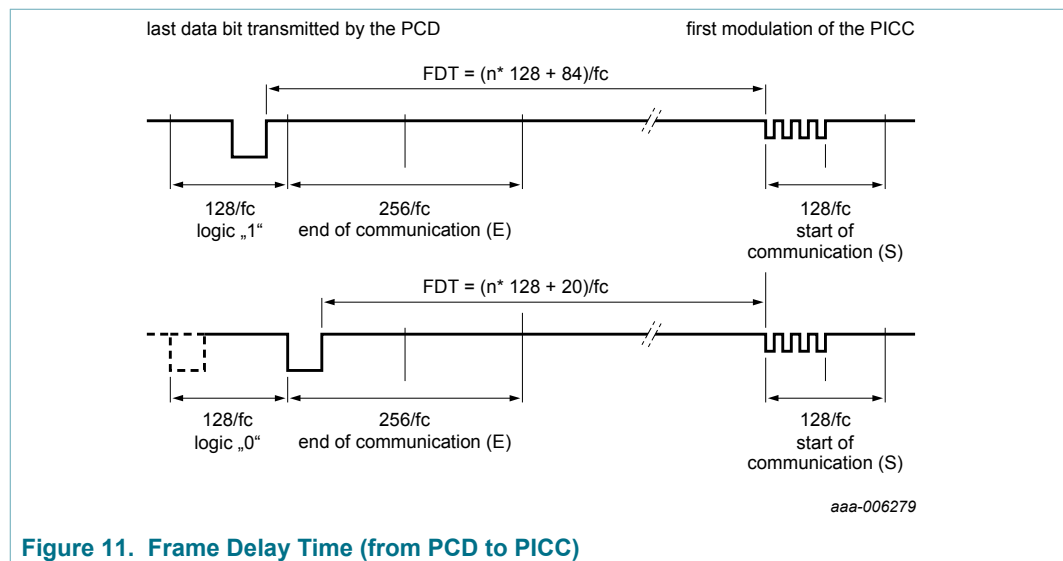 last data bit transmitted by the PCD
first modulation of the PICC
FDT = (n* 128 + 84)/fc
128/fc
logic „1“
256/fc
end of communication (E)
128/fc
start of
communication (S)
FDT = (n* 128 + 20)/fc
128/fc
logic „0“
256/fc
end of communication (E)
128/fc
start of
communication (S)
aaa-006279
Figure 11. Frame Delay Time (from PCD to PICC)